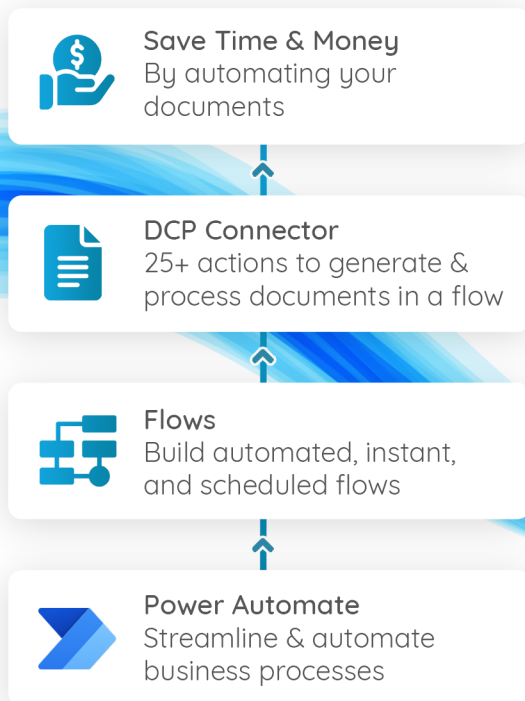 Save Time & Money
By automating your
documents
DCP Connector
25+ actions to generate &
process documents in a flow
Flows
Build automated, instant,
and scheduled flows
Power Automate
Streamline & automate
business processes